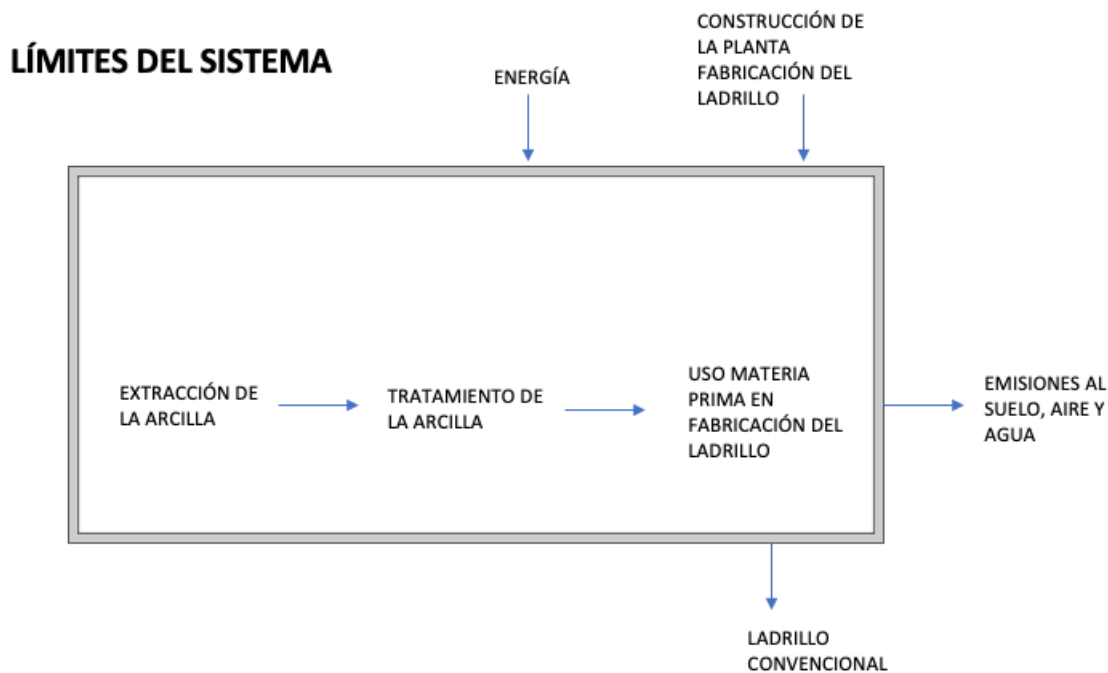 LÍMITES DEL SISTEMA
ENERGÍA
CONSTRUCCIÓN DE
LA PLANTA
FABRICACIÓN DEL
LADRILLO
EXTRACCIÓN DE
LA ARCILLA
TRATAMIENTO DE
LA ARCILLA
USO MATERIA
PRIMA EN
FABRICACIÓN DEL
LADRILLO
EMISIONES AL
SUELO, AIRE Y
AGUA
LADRILLO
CONVENCIONAL